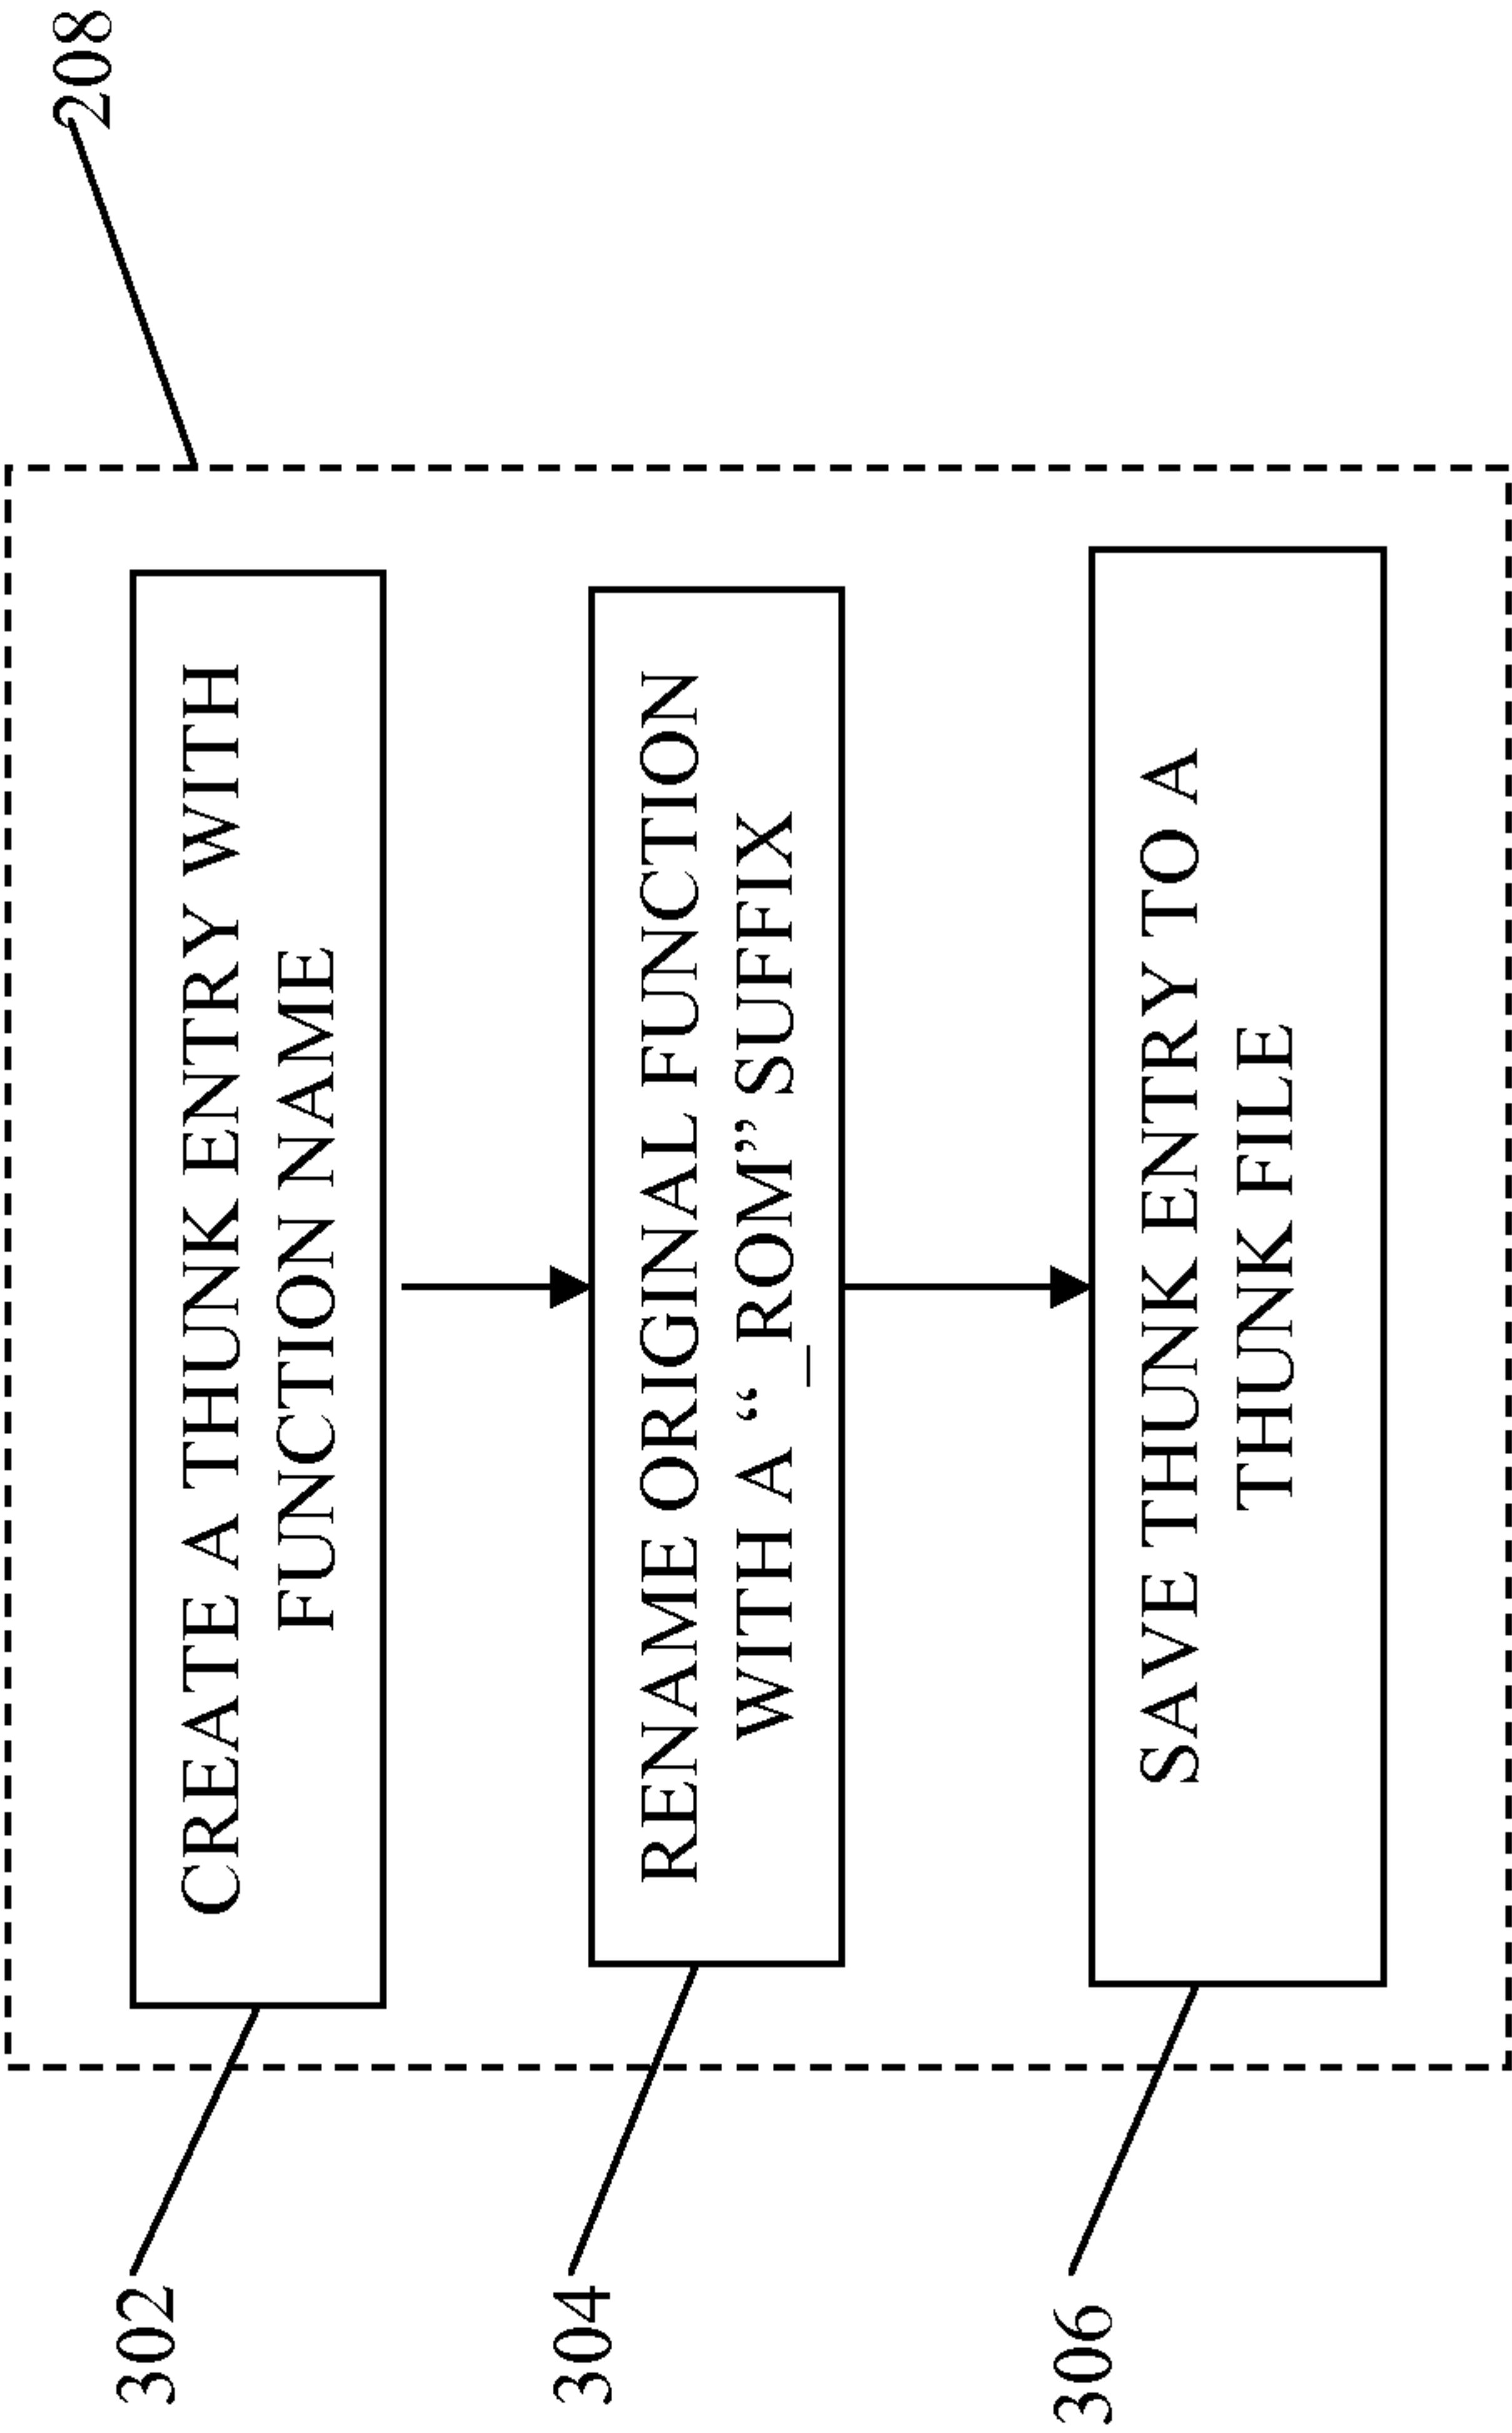 208
302
CREATE A THUNK ENTRY WITH
FUNCTION NAME
304
RENAME ORIGINAL FUNCTION
WITH A “_ROM” SUFFIX
306
SAVE THUNK ENTRY TO A
THUNK FILE